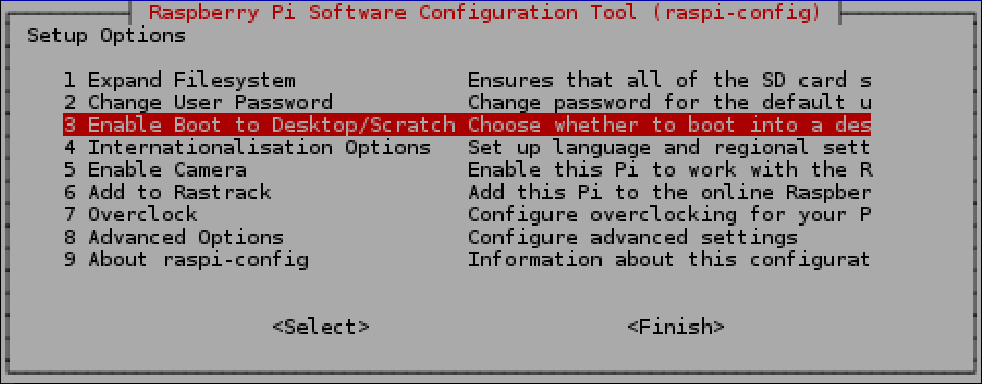 Raspberry Pi Software Configuration Tool (raspi-config)
Setup Options
1 Expand Filesystem Ensures that all of the SD card s
2 Change User Password Change password for the default u
3 Enable Boot to Desktop/Scratch Choose whether to boot into a des
4 Internationalisation Options Set up language and regional sett
5 Enable Camera Enable this Pi to work with the R
6 Add to Rastrack Add this Pi to the online Raspber
7 Overclock Configure overclocking for your P
8 Advanced Options Configure advanced settings
9 About raspi-config Information about this configurat
<Select> <Finish>